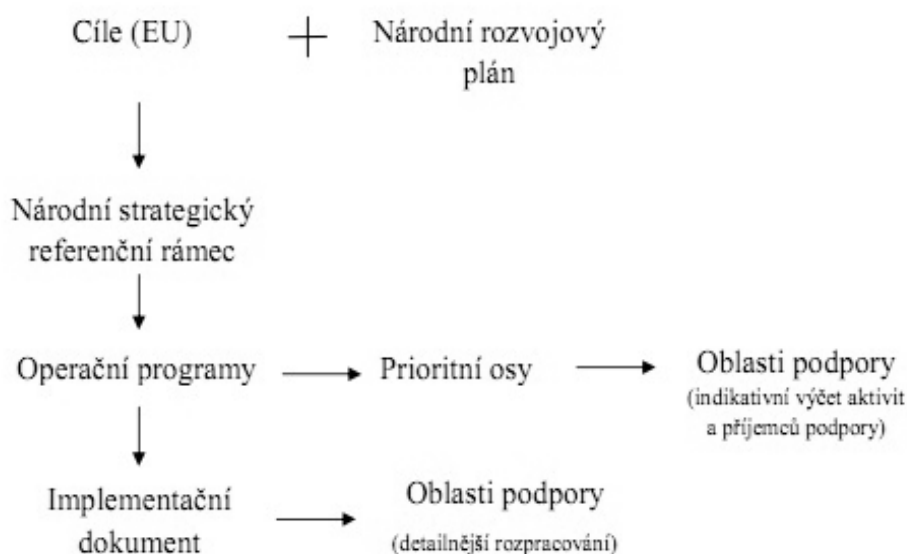 Cíle (EU) + Národní rozvojový
plán
Národní strategický
referenční rámec
Operační programy
Prioritní osy
Oblasti podpory
(indikativní výčet aktivit
a příjemců podpory)
Implementační
dokument
Oblasti podpory
(detailnější rozpracování)